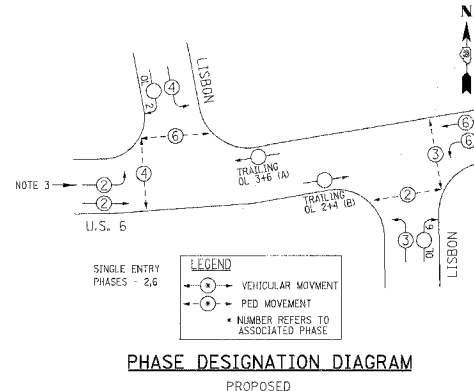 N
OL 2
4
LISBON
6
6
6
3
TRAILING
OL 3+6 (A)
4
TRAILING
OL 2+4 (B)
2
NOTE 3
2
2
U.S. 6
3
OL 6
LISBON
SINGLE ENTRY
PHASES - 2,6
LEGEND
* VEHICULAR MOVMENT
* PED MOVEMENT
* NUMBER REFERS TO
ASSOCIATED PHASE
PHASE DESIGNATION DIAGRAM
PROPOSED